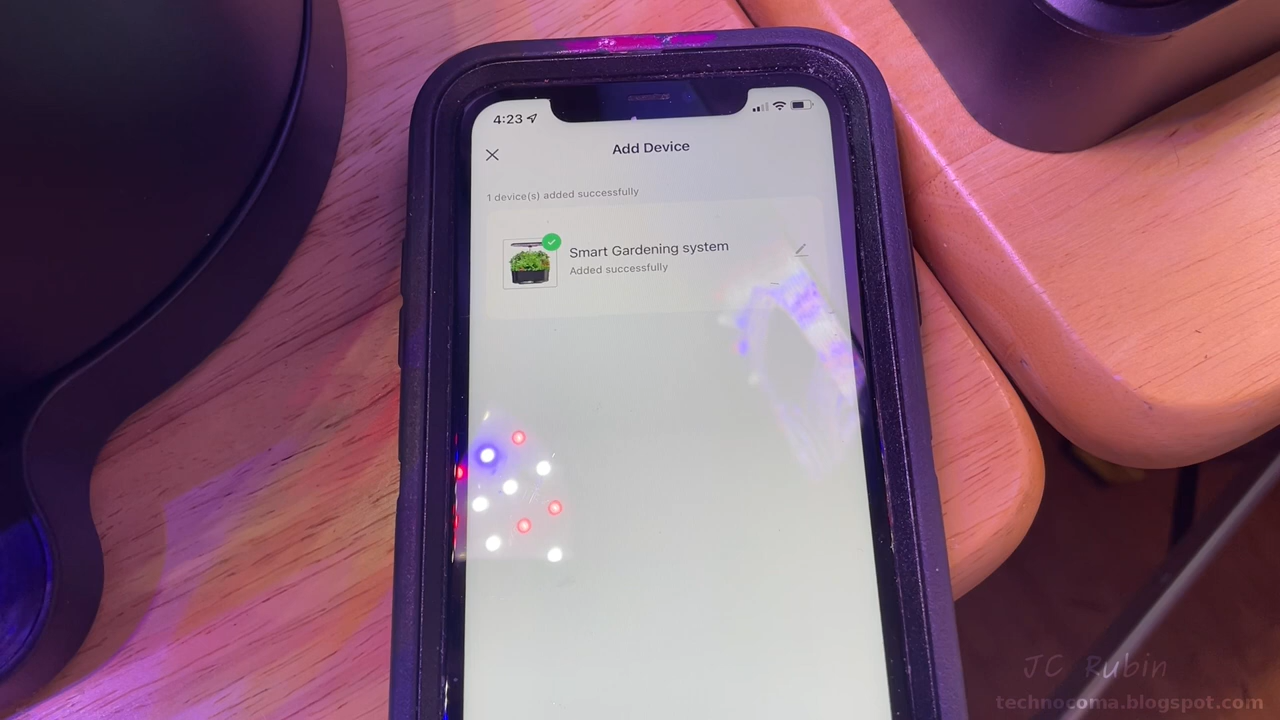 4:23
Add Device
1 device(s) added successfully
Smart Gardening system
Added successfully
JC Rubin
technocoma.blogspot.com